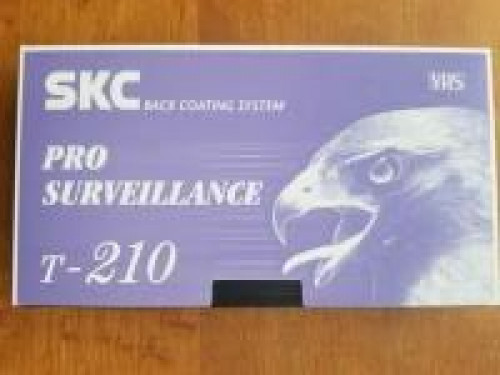 SKC BACK COATING SYSTEM
VHS
PRO
SURVEILLANCE
T-210